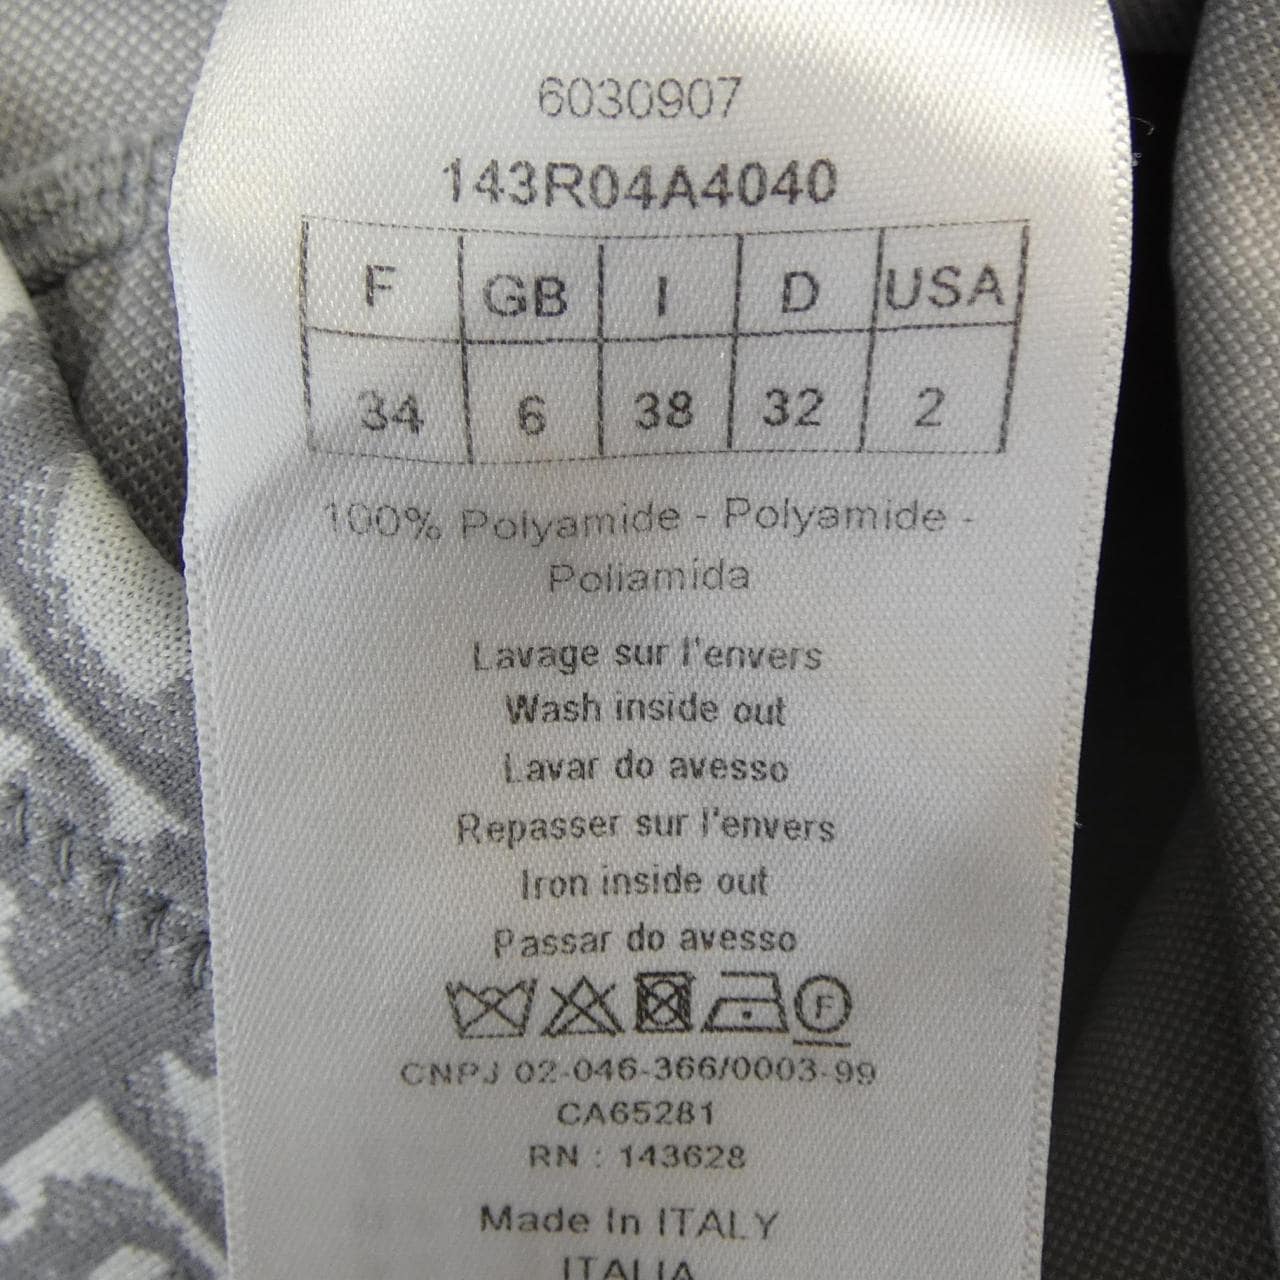 6030907
143R04A4040
F GB I D USA
34 6 38 32 2
100% Polyamide - Polyamide -
Poliamida
Lavage sur l'envers
Wash inside out
Lavar do avesso
Repasser sur l'envers
Iron inside out
Passar do avesso
F
CNPJ 02-046-366/0003-99
CA65281
RN : 143628
Made In ITALY
ITALIA